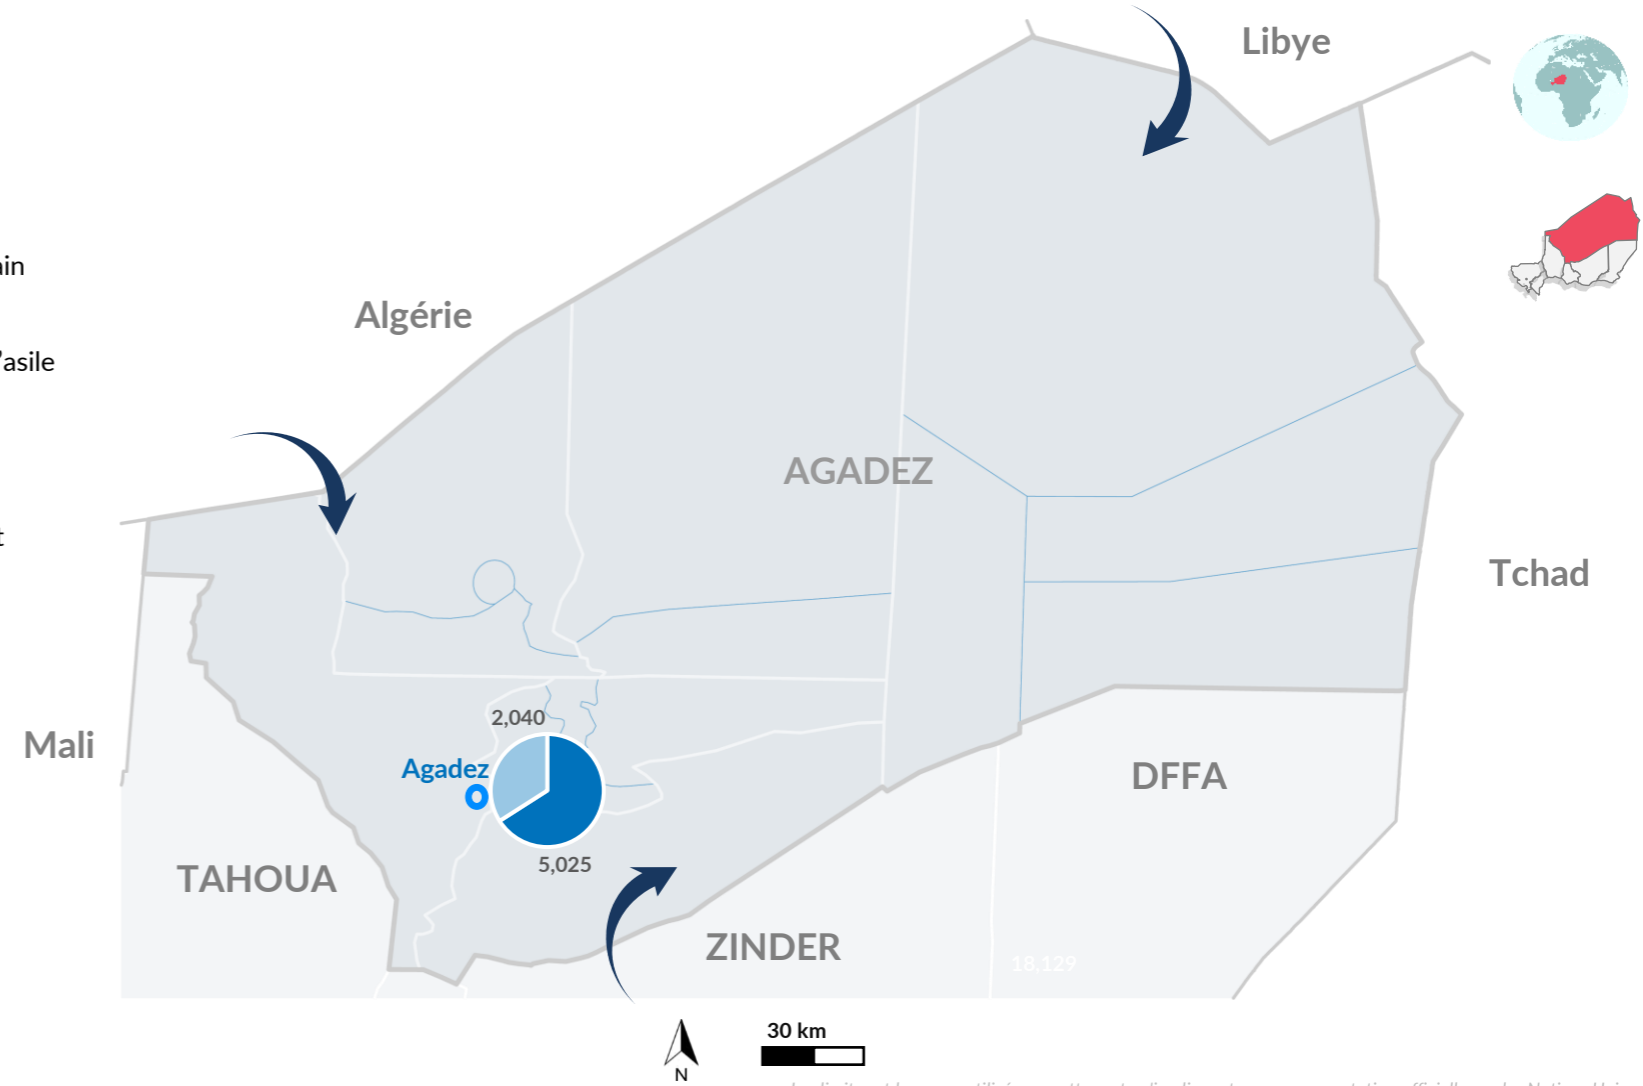 Libye
ain
Algérie
'asile
AGADEZ
t
Tchad
2,040
Mali
Agadez
DFFA
5,025
TAHOUA
ZINDER
18,129
30 km
N